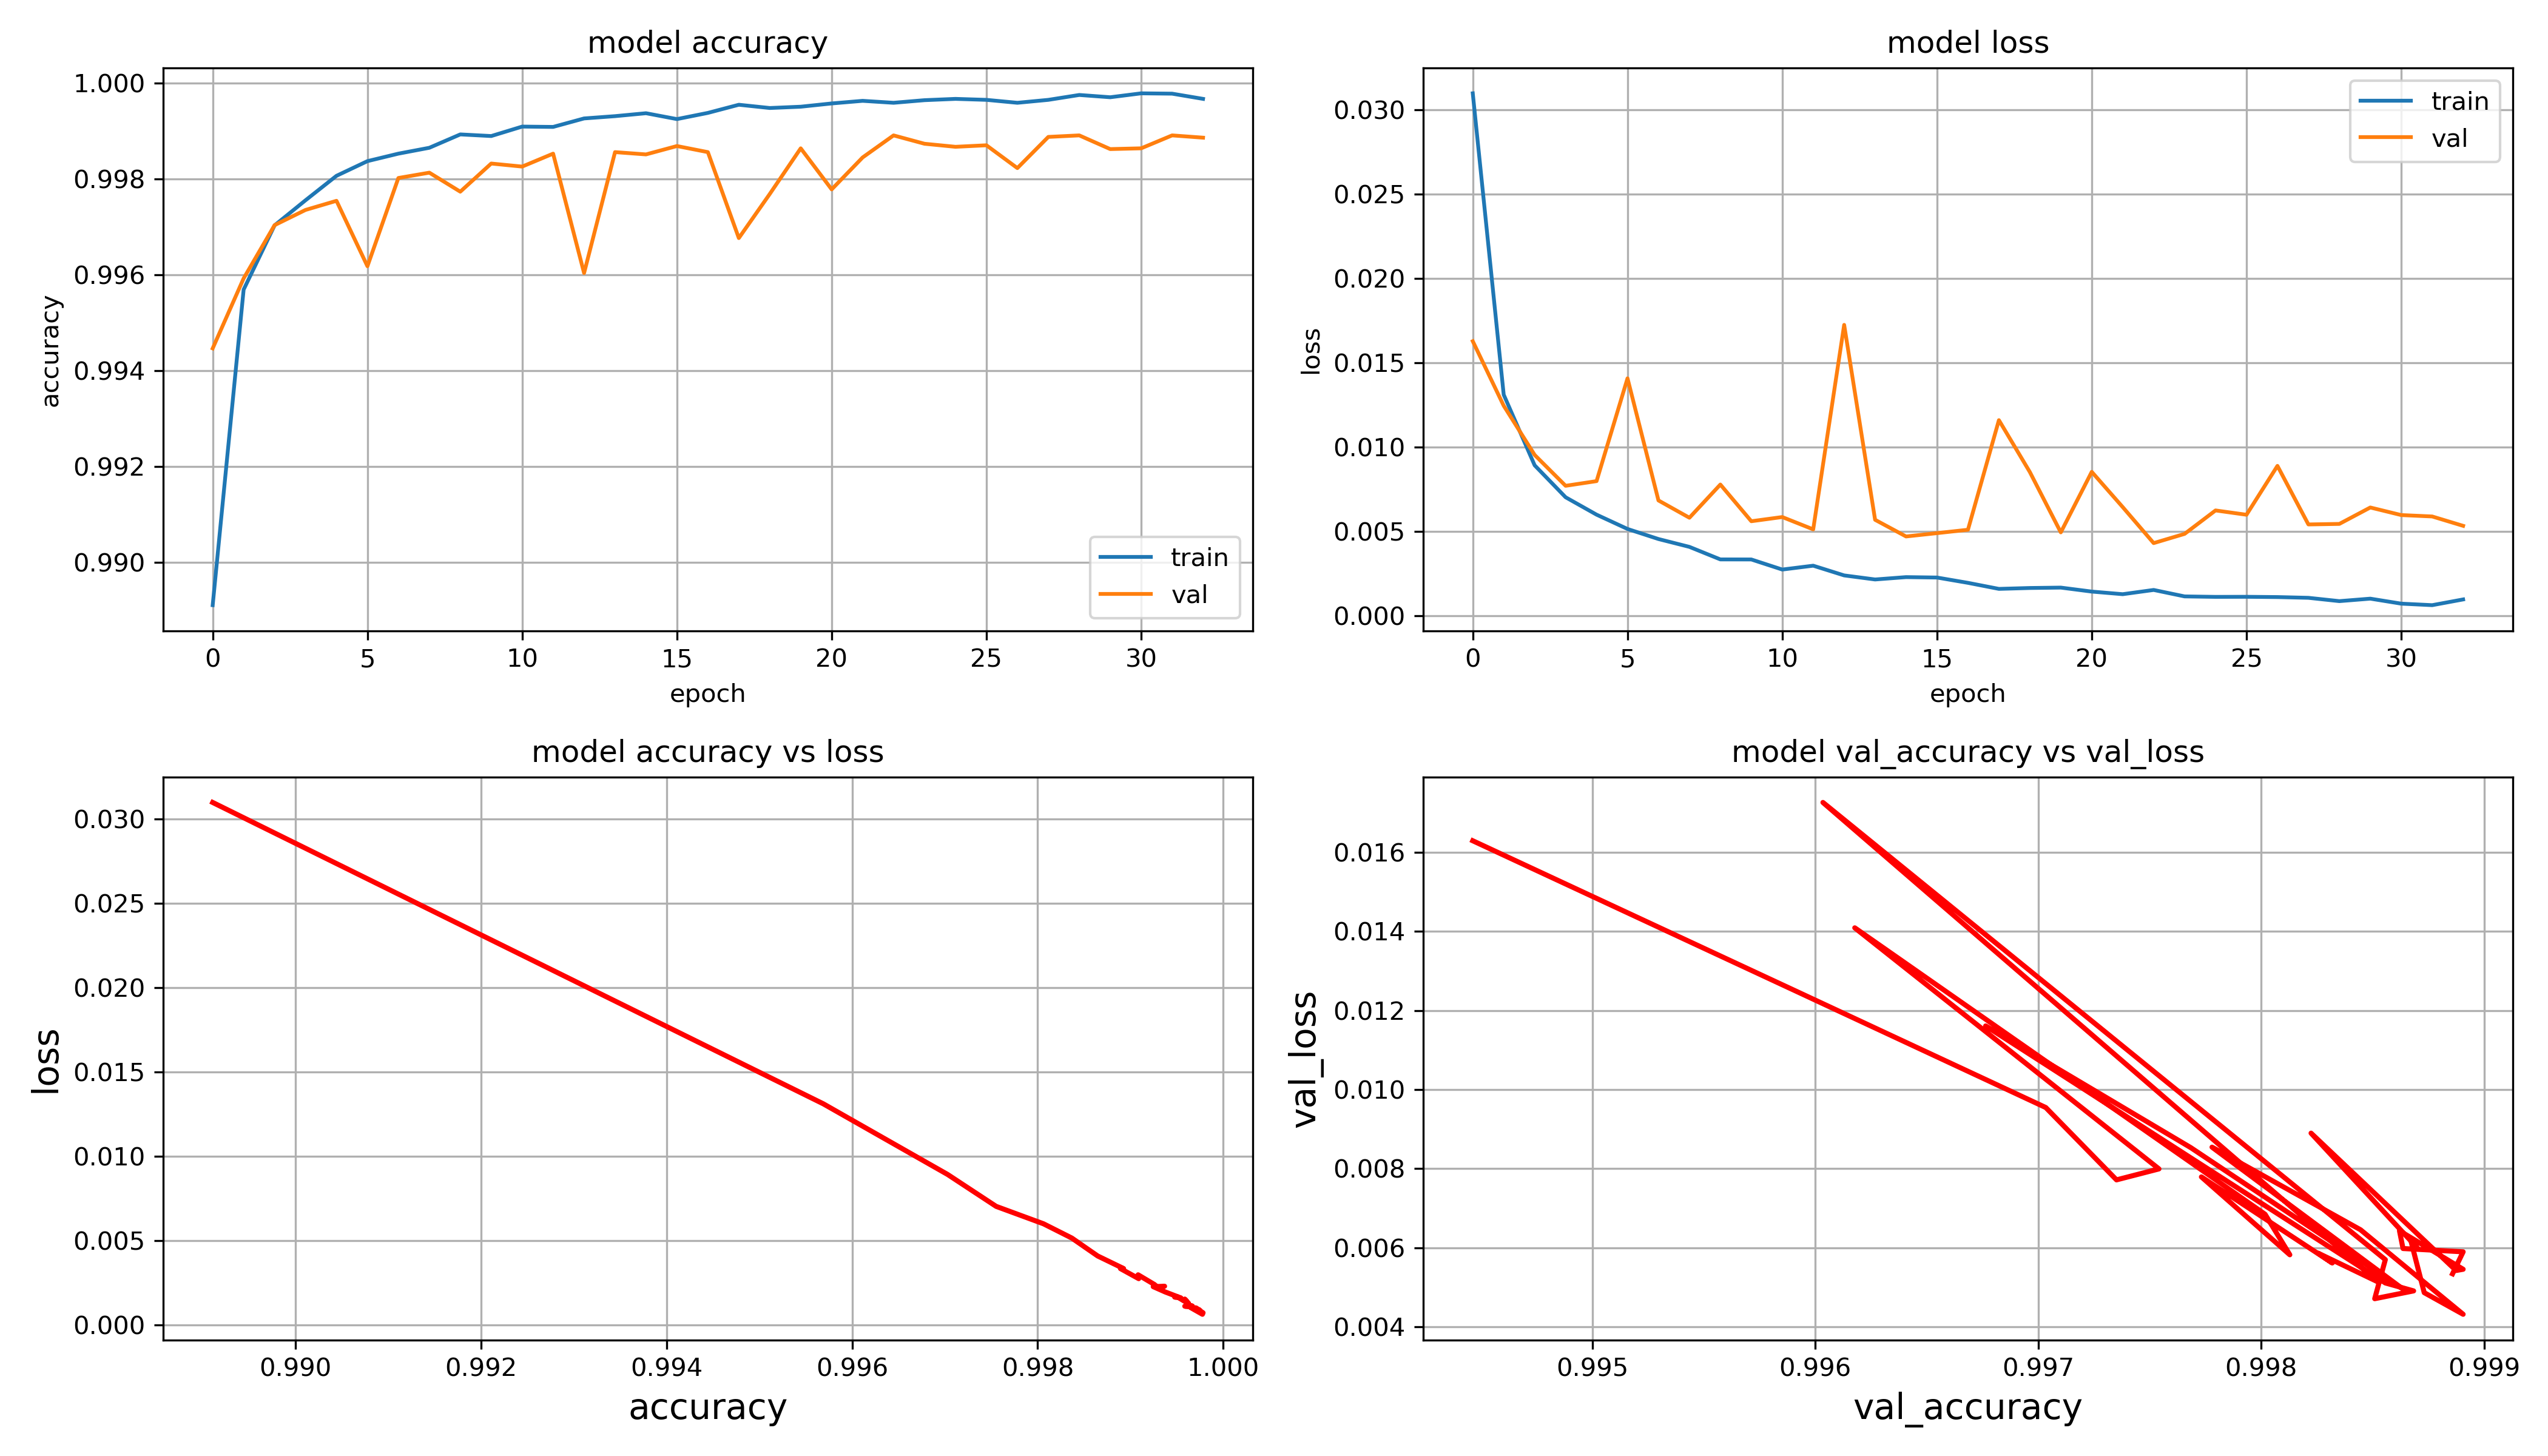 model accuracy
1.000
0.998
0.996
0.994
0.992
0.990
accuracy
train
val
0 5 10 15 20 25 30
epoch
model loss
0.030
0.025
0.020
0.015
0.010
0.005
0.000
loss
train
val
0 5 10 15 20 25 30
epoch
model accuracy vs loss
0.030
0.025
0.020
0.015
0.010
0.005
0.000
loss
0.990 0.992 0.994 0.996 0.998 1.000
accuracy
model val_accuracy vs val_loss
0.016
0.014
0.012
0.010
0.008
0.006
0.004
val_loss
0.995 0.996 0.997 0.998 0.999
val_accuracy